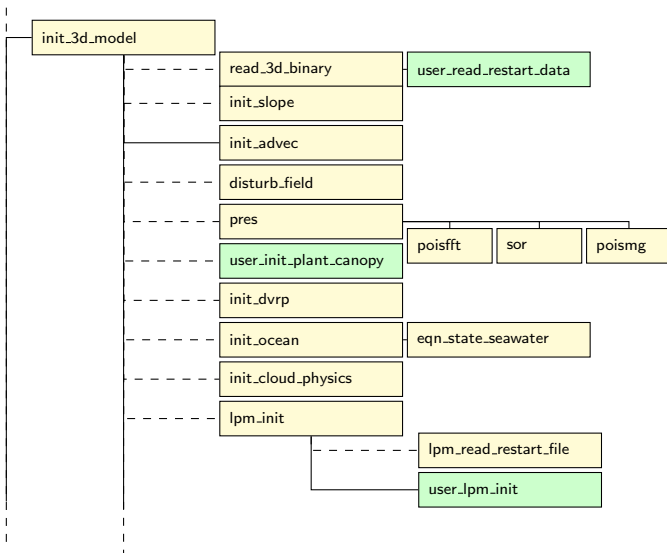 init_3d_model
read_3d_binary
user_read_restart_data
init_slope
init_advec
disturb_field
pres
poisfft
sor
poismg
user_init_plant_canopy
init_dvrp
init_ocean
eqn_state_seawater
init_cloud_physics
lpm_init
lpm_read_restart_file
user_lpm_init